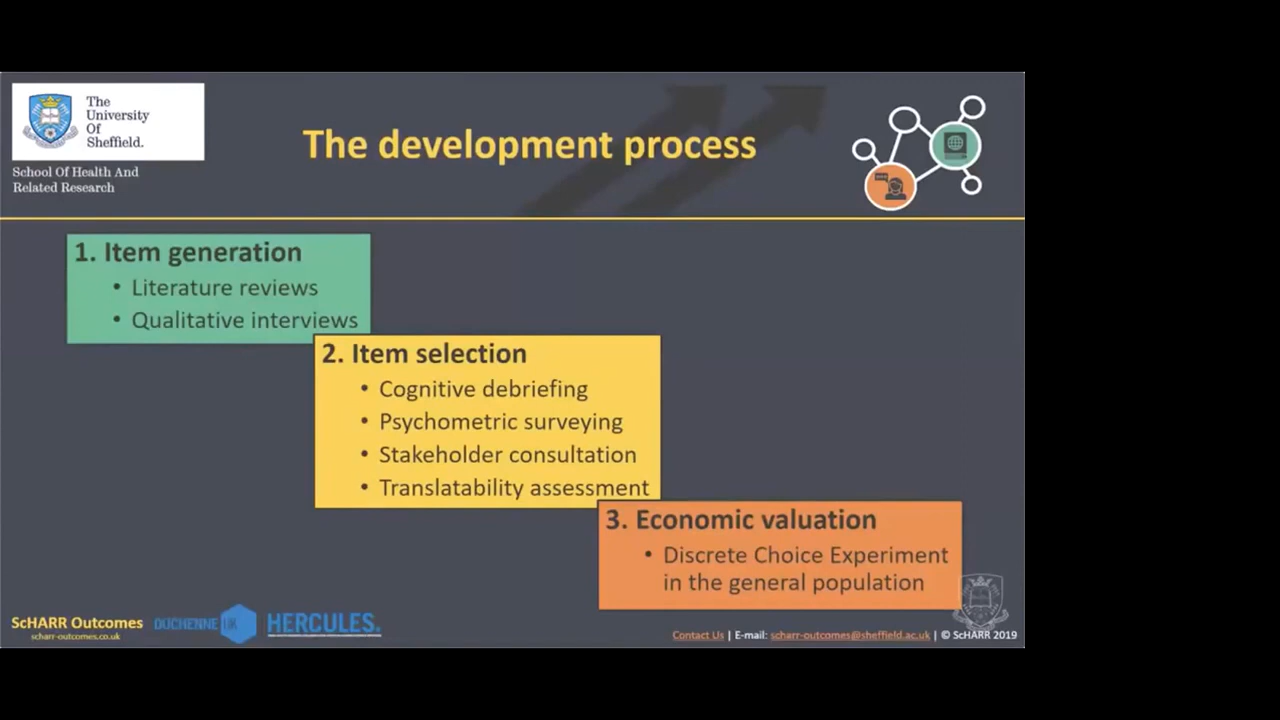 The
University
Of
Sheffield.
School Of Health And
Related Research
The development process
1. Item generation
• Literature reviews
• Qualitative interviews
2. Item selection
• Cognitive debriefing
• Psychometric surveying
• Stakeholder consultation
• Translatability assessment
3. Economic valuation
• Discrete Choice Experiment
in the general population
ScHARR Outcomes
scharr-outcomes.co.uk
DUCHENNE UK
HERCULES.
Contact Us | E-mail: scharr-outcomes@sheffield.ac.uk | © ScHARR 2019